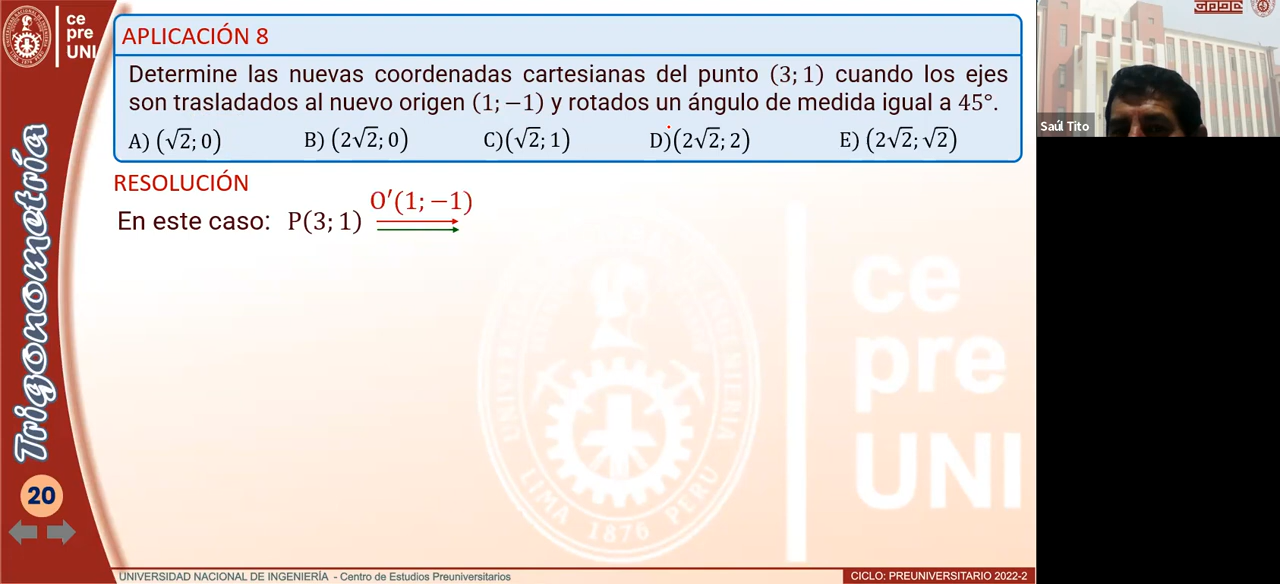 ce
pre
UNI
APLICACIÓN 8
Determine las nuevas coordenadas cartesianas del punto (3; 1) cuando los ejes
son trasladados al nuevo origen (1; −1) y rotados un ángulo de medida igual a 45°.
A) (√2; 0) B) (2√2; 0) C)(√2; 1) D)(2√2; 2) E) (2√2; √2)
Saúl Tito
RESOLUCIÓN
O′(1; −1)
En este caso: P(3; 1)
Trigonometría
20
ce
pre
UNI
LIMA 1876 PERU
UNIVERSIDAD NACIONAL DE INGENIERÍA - Centro de Estudios Preuniversitarios
CICLO: PREUNIVERSITARIO 2022-2